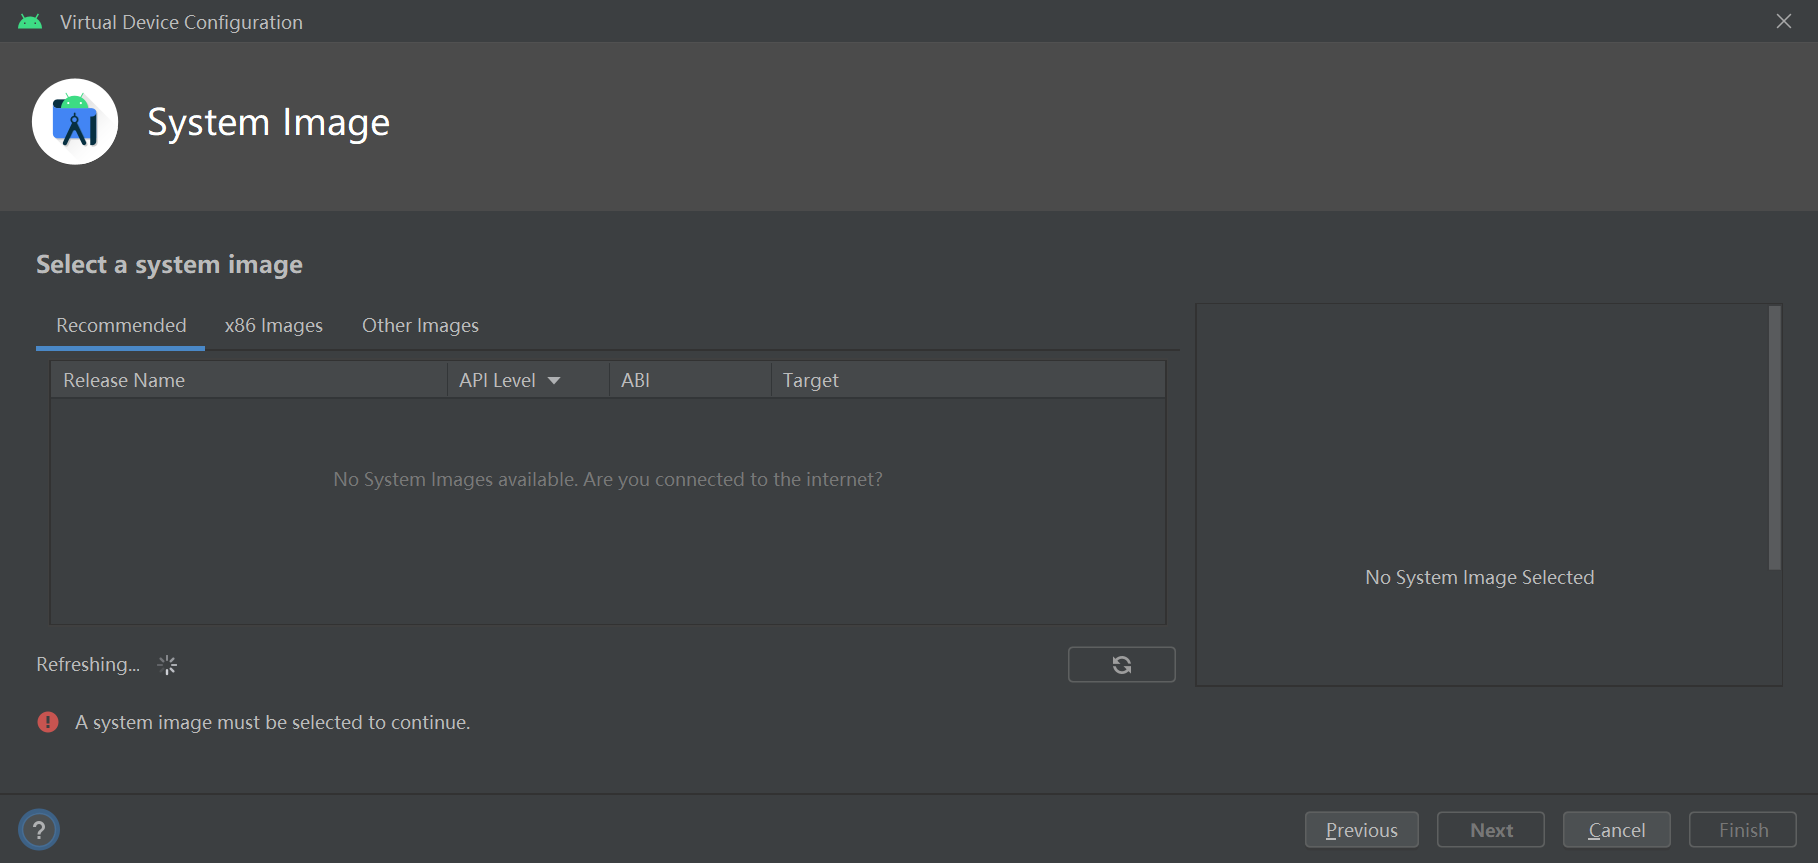 Virtual Device Configuration
System Image
Select a system image
Recommended x86 Images Other Images
Release Name API Level ABI Target
No System Images available. Are you connected to the internet?
No System Image Selected
Refreshing...
A system image must be selected to continue.
? Previous Next Cancel Finish